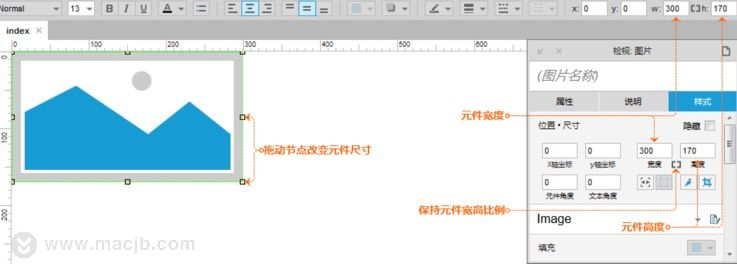 Normal 13 x: 0 y: 0 w: 300 h: 170
index
0 100 200 300 400 500 600
0
100
200
检视: 图片
(图片名称)
属性 说明 样式
元件宽度
位置·尺寸 隐藏
0 0 300 170
X轴坐标 y轴坐标 宽度 高度
拖动节点改变元件尺寸
0 0
元件角度 文本角度
保持元件宽高比例
Image
元件高度
填充
www.macjb.com